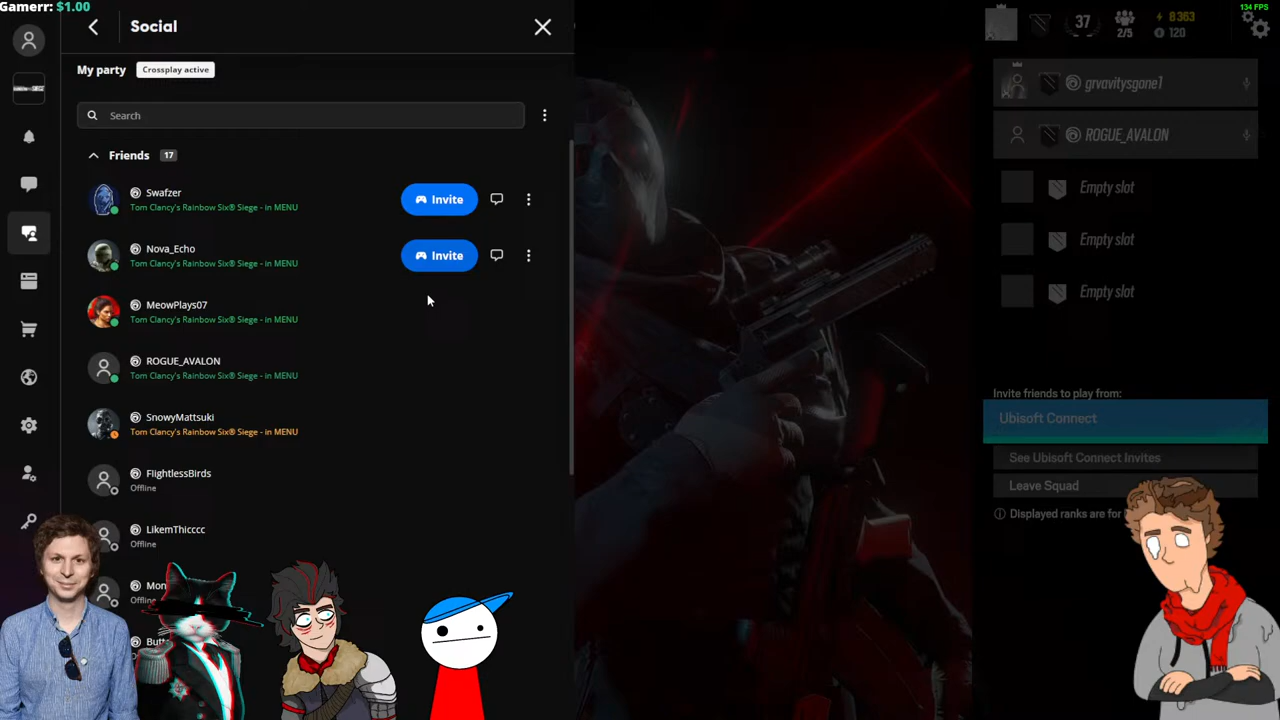 Gamerr: $1.00
Social
My party
Crossplay active
Search
Friends 17
Swafzer
Tom Clancy's Rainbow Six® Siege - in MENU
Invite
Nova_Echo
Tom Clancy's Rainbow Six® Siege - in MENU
Invite
MeowPlays07
Tom Clancy's Rainbow Six® Siege - in MENU
ROGUE_AVALON
Tom Clancy's Rainbow Six® Siege - in MENU
SnowyMattsuki
Tom Clancy's Rainbow Six® Siege - in MENU
FlightlessBirds
Offline
LikemThicccc
Offline
Mon
Offline
Butt
134 FPS
37
2/5
8 363
120
grvavitysgone1
ROGUE_AVALON
Empty slot
Empty slot
Empty slot
Invite friends to play from:
Ubisoft Connect
See Ubisoft Connect Invites
Leave Squad
Displayed ranks are for